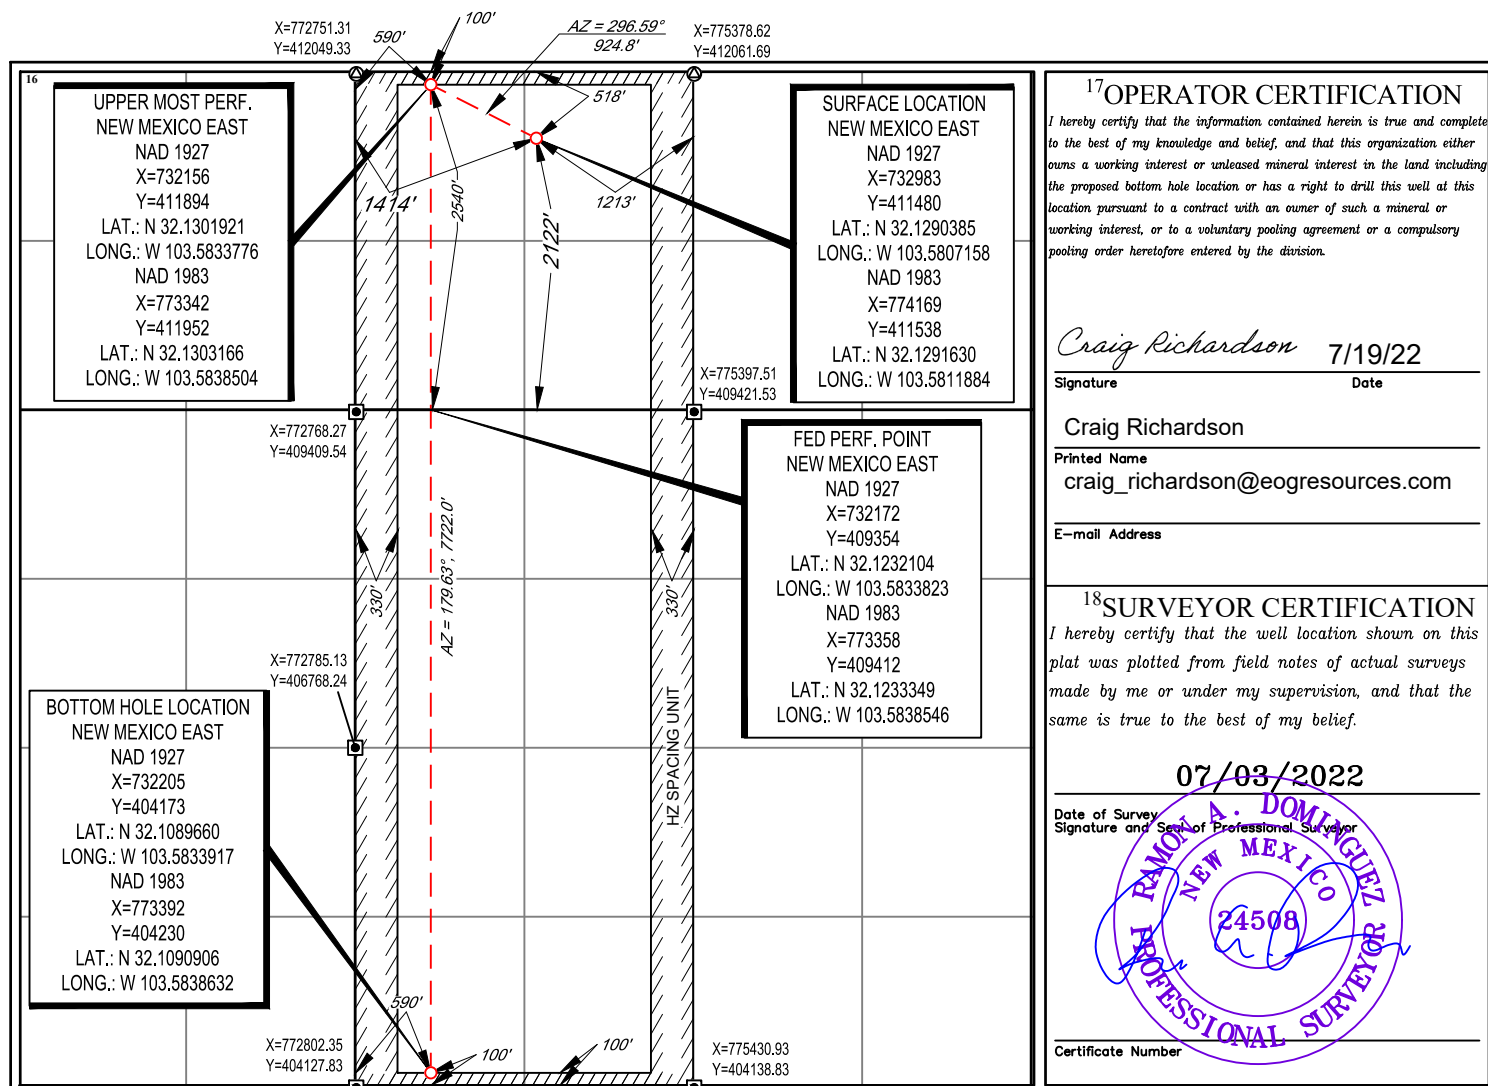 X=772751.31
Y=412049.33
590'
100'
AZ = 296.59°
924.8'
X=775378.62
Y=412061.69
16
518'
UPPER MOST PERF.
NEW MEXICO EAST
NAD 1927
X=732156
Y=411894
LAT.: N 32.1301921
LONG.: W 103.5833776
NAD 1983
X=773342
Y=411952
LAT.: N 32.1303166
LONG.: W 103.5838504
1414'
2540'
2122'
1213'
SURFACE LOCATION
NEW MEXICO EAST
NAD 1927
X=732983
Y=411480
LAT.: N 32.1290385
LONG.: W 103.5807158
NAD 1983
X=774169
Y=411538
LAT.: N 32.1291630
LONG.: W 103.5811884
X=775397.51
Y=409421.53
X=772768.27
Y=409409.54
FED PERF. POINT
NEW MEXICO EAST
NAD 1927
X=732172
Y=409354
LAT.: N 32.1232104
LONG.: W 103.5833823
NAD 1983
X=773358
Y=409412
LAT.: N 32.1233349
LONG.: W 103.5838546
330'
AZ = 179.63°, 7722.0'
330'
HZ SPACING UNIT
X=772785.13
Y=406768.24
BOTTOM HOLE LOCATION
NEW MEXICO EAST
NAD 1927
X=732205
Y=404173
LAT.: N 32.1089660
LONG.: W 103.5833917
NAD 1983
X=773392
Y=404230
LAT.: N 32.1090906
LONG.: W 103.5838632
590'
X=772802.35
Y=404127.83
100'
100'
X=775430.93
Y=404138.83
17 OPERATOR CERTIFICATION
I hereby certify that the information contained herein is true and complete
to the best of my knowledge and belief, and that this organization either
owns a working interest or unleased mineral interest in the land including
the proposed bottom hole location or has a right to drill this well at this
location pursuant to a contract with an owner of such a mineral or
working interest, or to a voluntary pooling agreement or a compulsory
pooling order heretofore entered by the division.
Craig Richardson 7/19/22
Signature Date
Craig Richardson
Printed Name
craig_richardson@eogresources.com
E-mail Address
18 SURVEYOR CERTIFICATION
I hereby certify that the well location shown on this
plat was plotted from field notes of actual surveys
made by me or under my supervision, and that the
same is true to the best of my belief.
07/03/2022
Date of Survey
Signature and Seal of Professional Surveyor
RAMON A. DOMINGUEZ
NEW MEXICO
24508
PROFESSIONAL SURVEYOR
Certificate Number